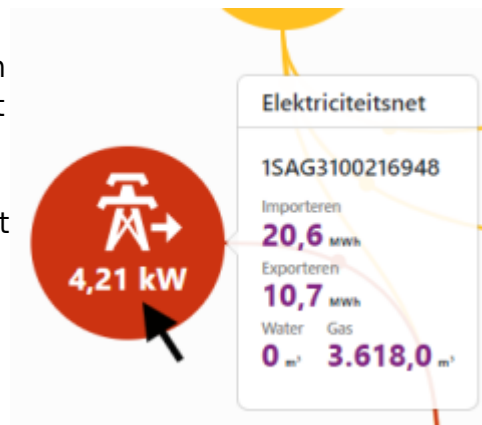 n
t
t
4,21 kW
Elektriciteitsnet
1SAG3100216948
Importeren
20,6 MWh
Exporteren
10,7 MWh
Water Gas
0 m³ 3.618,0 m³